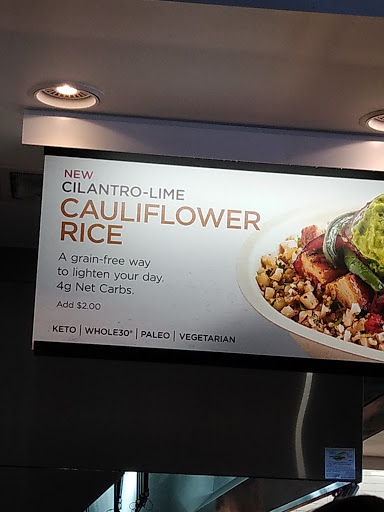 NEW
CILANTRO-LIME
CAULIFLOWER
RICE
A grain-free way
to lighten your day.
4g Net Carbs.
Add $2.00
KETO | WHOLE30® | PALEO | VEGETARIAN